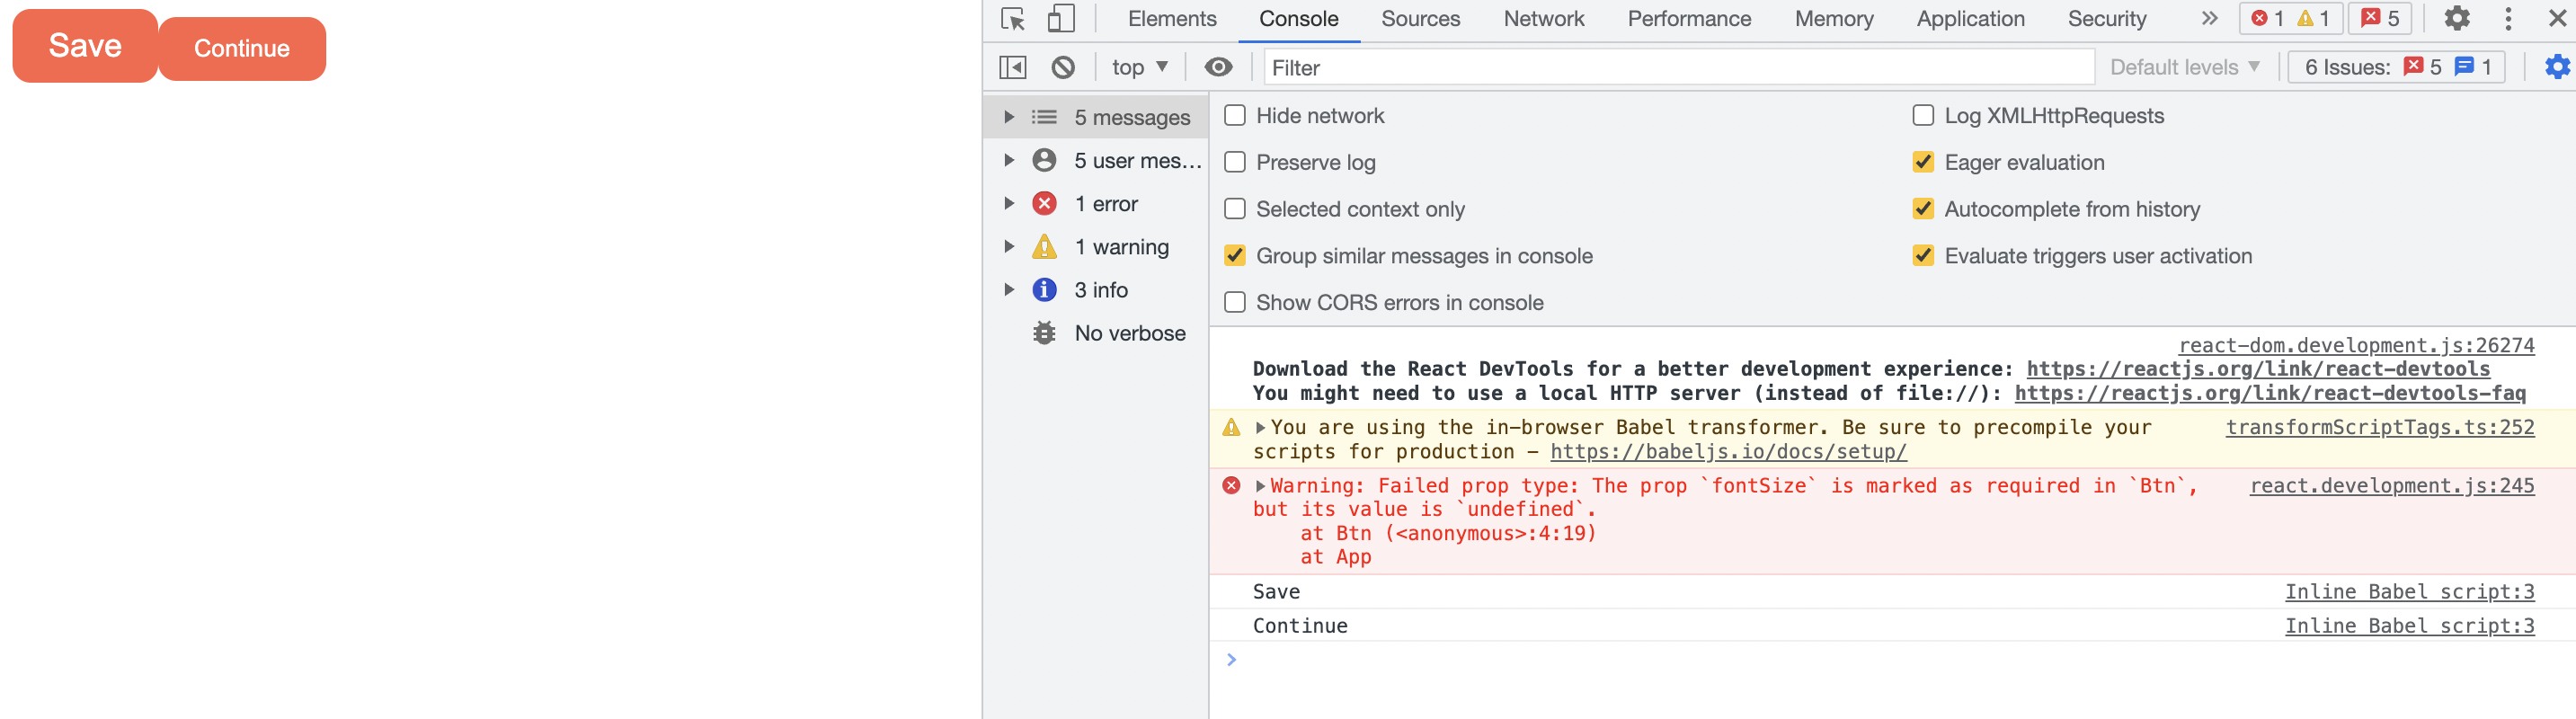 Save Continue
Elements Console Sources Network Performance Memory Application Security 1 1 5
top Filter Default levels 6 Issues: 5 1
5 messages
5 user mes…
1 error
1 warning
3 info
No verbose
Hide network
Log XMLHttpRequests
Preserve log
Eager evaluation
Selected context only
Autocomplete from history
Group similar messages in console
Evaluate triggers user activation
Show CORS errors in console
react-dom.development.js:26274
Download the React DevTools for a better development experience: https://reactjs.org/link/react-devtools
You might need to use a local HTTP server (instead of file://): https://reactjs.org/link/react-devtools-faq
You are using the in-browser Babel transformer. Be sure to precompile your transformScriptTags.ts:252
scripts for production – https://babeljs.io/docs/setup/
Warning: Failed prop type: The prop `fontSize` is marked as required in `Btn`, react.development.js:245
but its value is `undefined`.
at Btn (<anonymous>:4:19)
at App
Save Inline Babel script:3
Continue Inline Babel script:3